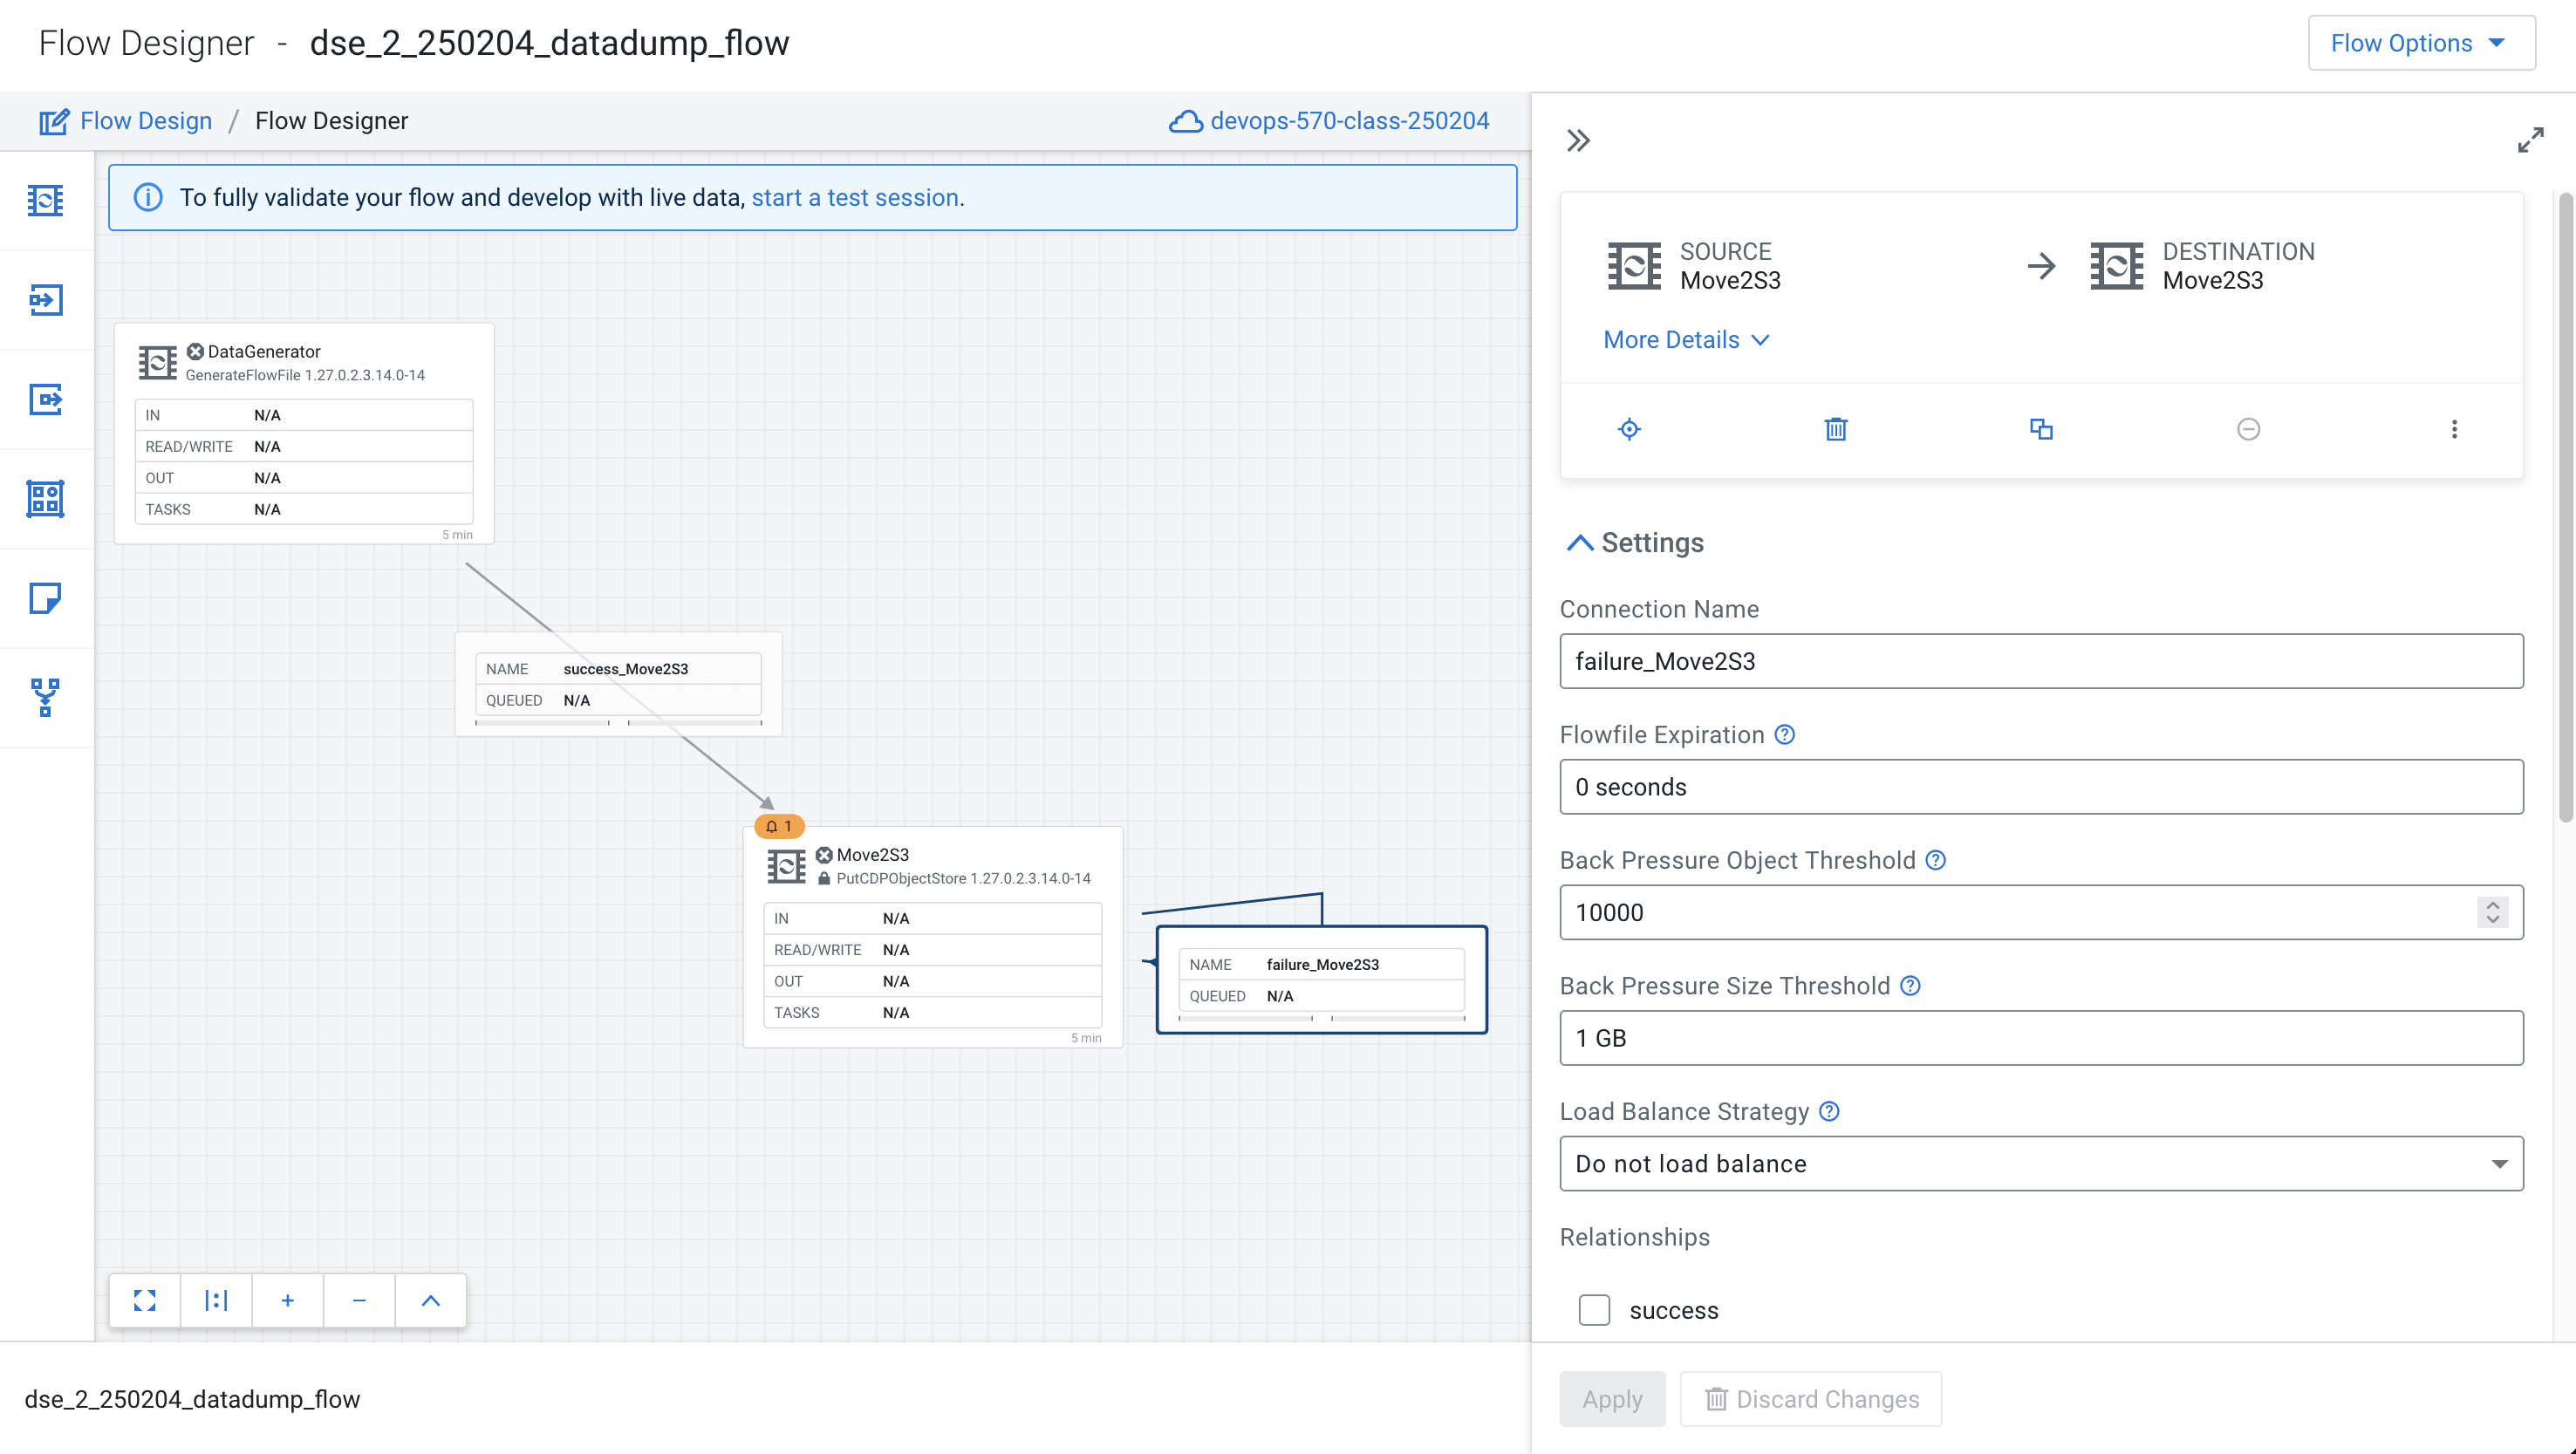 Flow Designer - dse_2_250204_datadump_flow
Flow Options
Flow Design / Flow Designer
devops-570-class-250204
To fully validate your flow and develop with live data, start a test session.
DataGenerator
GenerateFlowFile 1.27.0.2.3.14.0-14
IN N/A
READ/WRITE N/A
OUT N/A
TASKS N/A
5 min
NAME success_Move2S3
QUEUED N/A
1
Move2S3
PutCDPObjectStore 1.27.0.2.3.14.0-14
IN N/A
READ/WRITE N/A
OUT N/A
TASKS N/A
5 min
NAME failure_Move2S3
QUEUED N/A
dse_2_250204_datadump_flow
SOURCE
Move2S3
DESTINATION
Move2S3
More Details
Settings
Connection Name
failure_Move2S3
Flowfile Expiration
0 seconds
Back Pressure Object Threshold
10000
Back Pressure Size Threshold
1 GB
Load Balance Strategy
Do not load balance
Relationships
success
Apply
Discard Changes